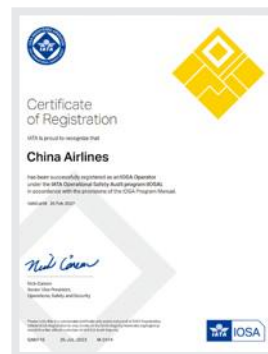 IATA
Certificate
of Registration
IATA is proud to recognize that
China Airlines
has been successfully registered as an IOSA Operator
under the IATA Operational Safety Audit program (IOSA)
in accordance with the provisions of the IOSA Program Manual.
Nick Careen
Senior Vice President
Operations, Safety and Security
IATA
IOSA